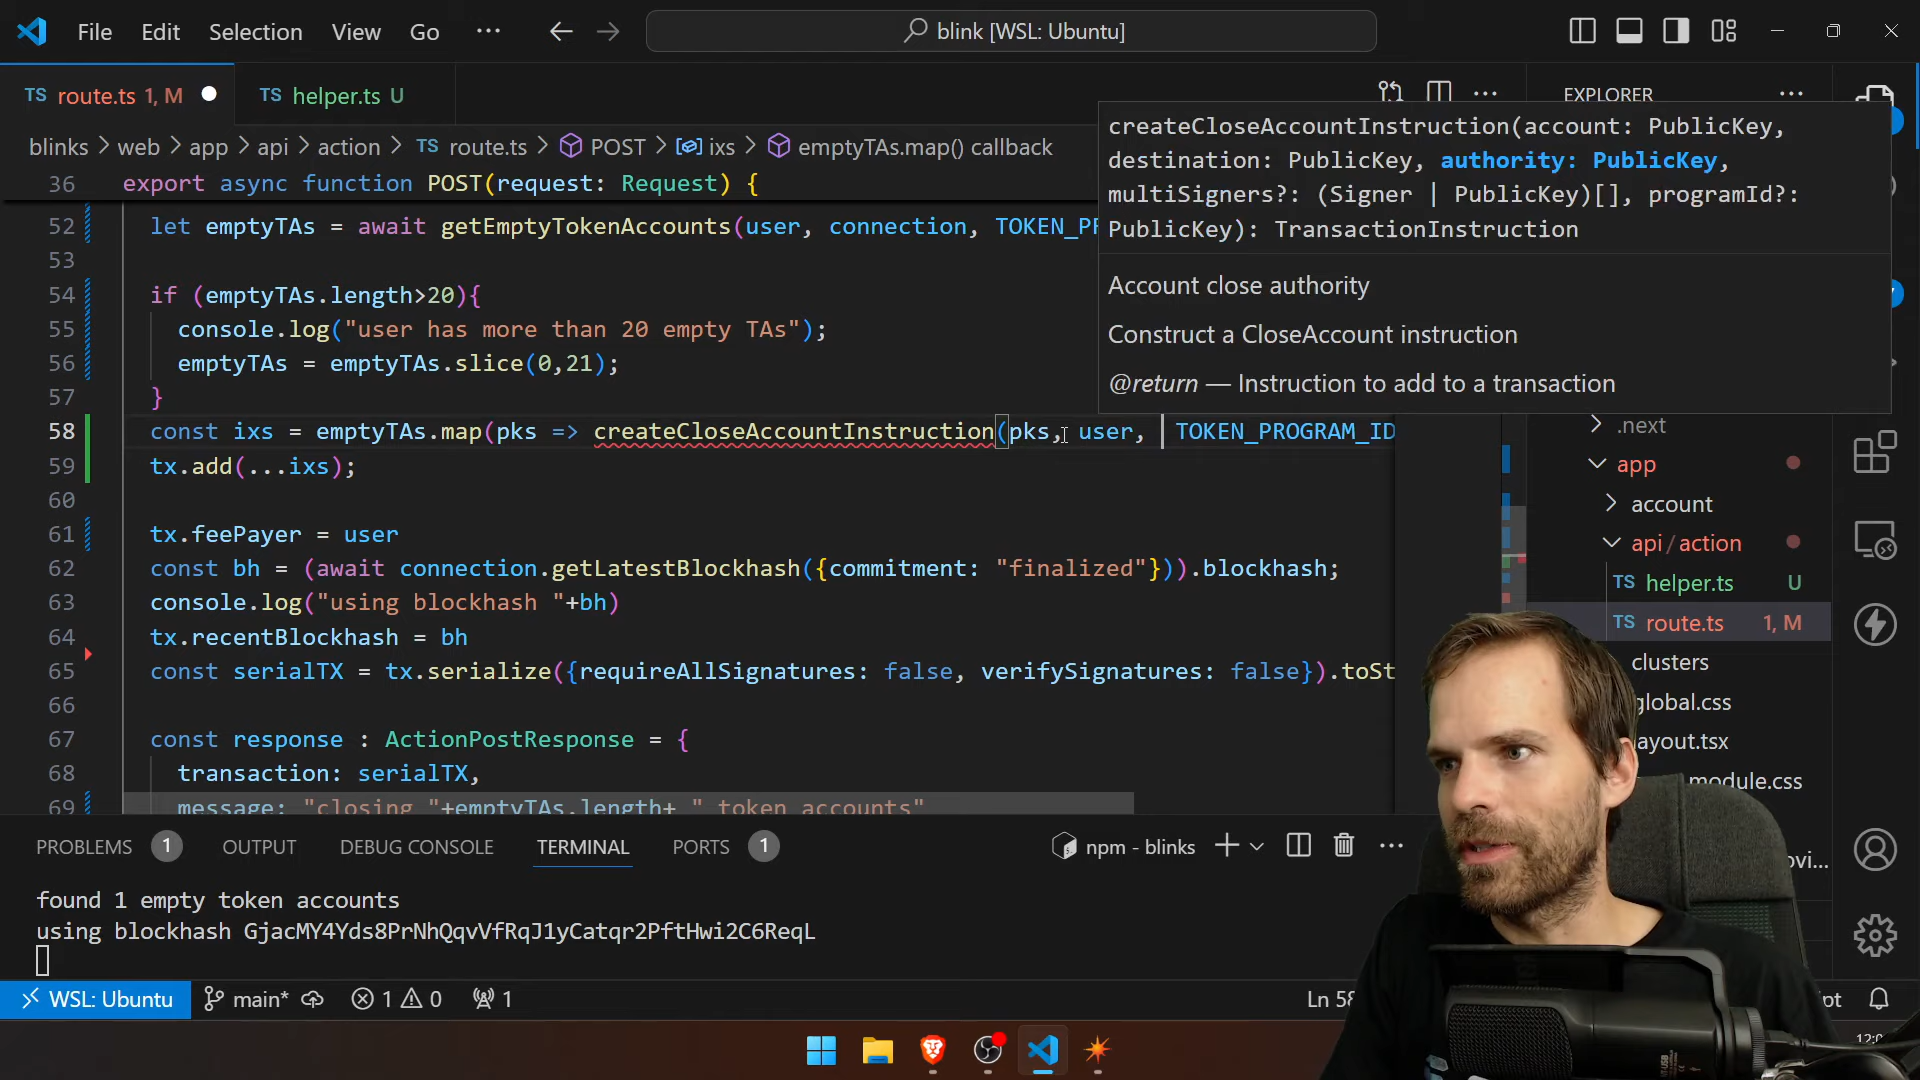 File Edit Selection View Go ··· blink [WSL: Ubuntu]
TS route.ts 1, M
TS helper.ts U
EXPLORER
blinks > web > app > api > action > TS route.ts > POST > ixs > emptyTAs.map() callback
36 export async function POST(request: Request) {
52 let emptyTAs = await getEmptyTokenAccounts(user, connection, TOKEN_PR
53
54 if (emptyTAs.length>20){
55 console.log("user has more than 20 empty TAs");
56 emptyTAs = emptyTAs.slice(0,21);
57 }
58 const ixs = emptyTAs.map(pks => createCloseAccountInstruction(pks, user, TOKEN_PROGRAM_ID
59 tx.add(...ixs);
60
61 tx.feePayer = user
62 const bh = (await connection.getLatestBlockhash({commitment: "finalized"})).blockhash;
63 console.log("using blockhash "+bh)
64 tx.recentBlockhash = bh
65 const serialTX = tx.serialize({requireAllSignatures: false, verifySignatures: false}).toSt
66
67 const response : ActionPostResponse = {
68 transaction: serialTX,
69 message: "closing "+emptyTAs.length+ " token accounts"
createCloseAccountInstruction(account: PublicKey,
destination: PublicKey, authority: PublicKey,
multiSigners?: (Signer | PublicKey)[], programId?:
PublicKey): TransactionInstruction
Account close authority
Construct a CloseAccount instruction
@return — Instruction to add to a transaction
.next
app
account
api/action
TS helper.ts U
TS route.ts 1, M
clusters
global.css
layout.tsx
module.css
ovi...
PROBLEMS 1 OUTPUT DEBUG CONSOLE TERMINAL PORTS 1 npm - blinks
found 1 empty token accounts
using blockhash GjacMY4Yds8PrNhQqvVfRqJ1yCatqr2PftHwi2C6ReqL
WSL: Ubuntu main* 1 0 1 Ln 58 pt